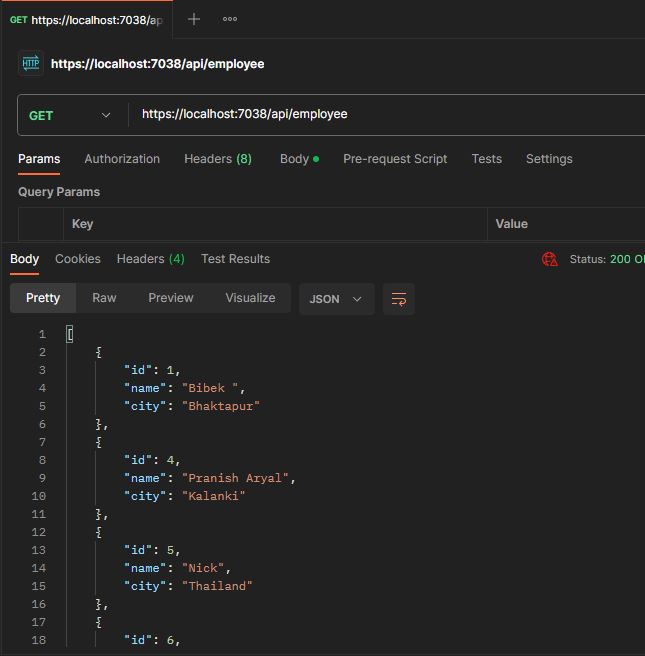 GET https://localhost:7038/ap
HTTP https://localhost:7038/api/employee
GET https://localhost:7038/api/employee
Params Authorization Headers (8) Body Pre-request Script Tests Settings
Query Params
Key Value
Body Cookies Headers (4) Test Results Status: 200 O
Pretty Raw Preview Visualize JSON
1 [
2 {
3 "id": 1,
4 "name": "Bibek ",
5 "city": "Bhaktapur"
6 },
7 {
8 "id": 4,
9 "name": "Pranish Aryal",
10 "city": "Kalanki"
11 },
12 {
13 "id": 5,
14 "name": "Nick",
15 "city": "Thailand"
16 },
17 {
18 "id": 6,